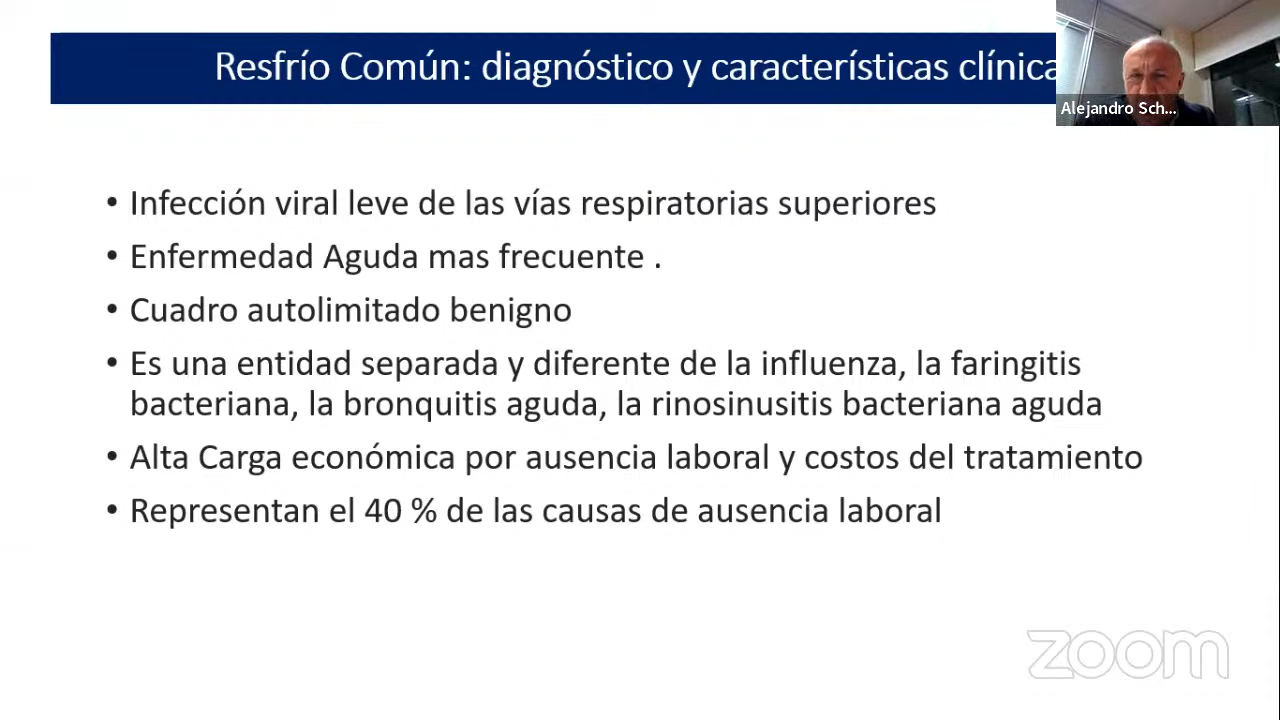 Resfrío Común: diagnóstico y características clínica
Alejandro Sch...
• Infección viral leve de las vías respiratorias superiores
• Enfermedad Aguda mas frecuente .
• Cuadro autolimitado benigno
• Es una entidad separada y diferente de la influenza, la faringitis
bacteriana, la bronquitis aguda, la rinosinusitis bacteriana aguda
• Alta Carga económica por ausencia laboral y costos del tratamiento
• Representan el 40 % de las causas de ausencia laboral
zoom